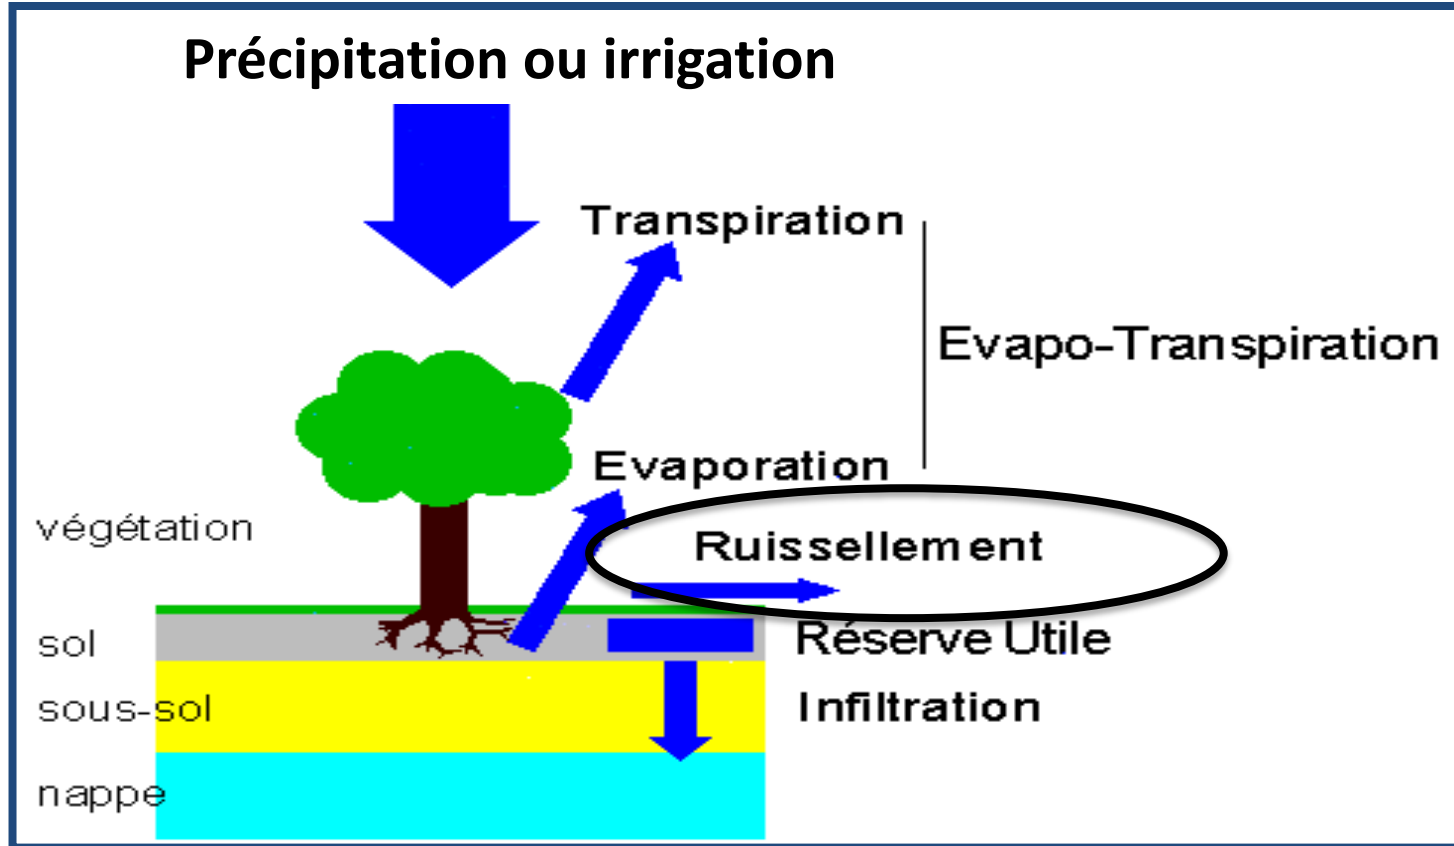 Précipitation ou irrigation
Transpiration
Evapo-Transpiration
Evaporation
végétation
Ruissellement
sol
Réserve Utile
sous-sol
Infiltration
nappe